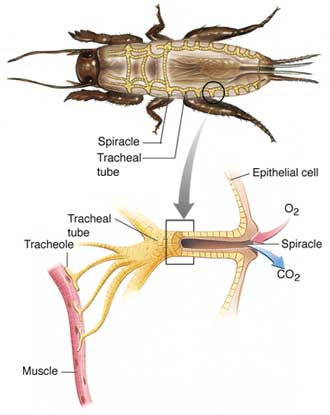 Spiracle
Tracheal
tube
Epithelial cell
O2
Tracheal
tube
Tracheole
Spiracle
CO2
Muscle